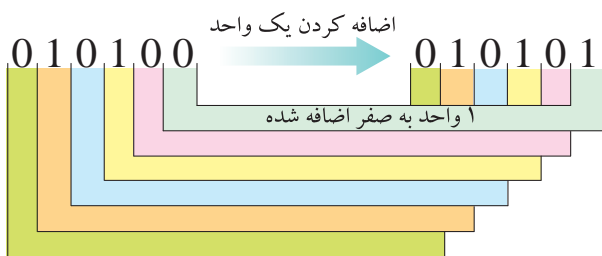 اضافه کردن یک واحد
010100 010101
۱ واحد به صفر اضافه شده